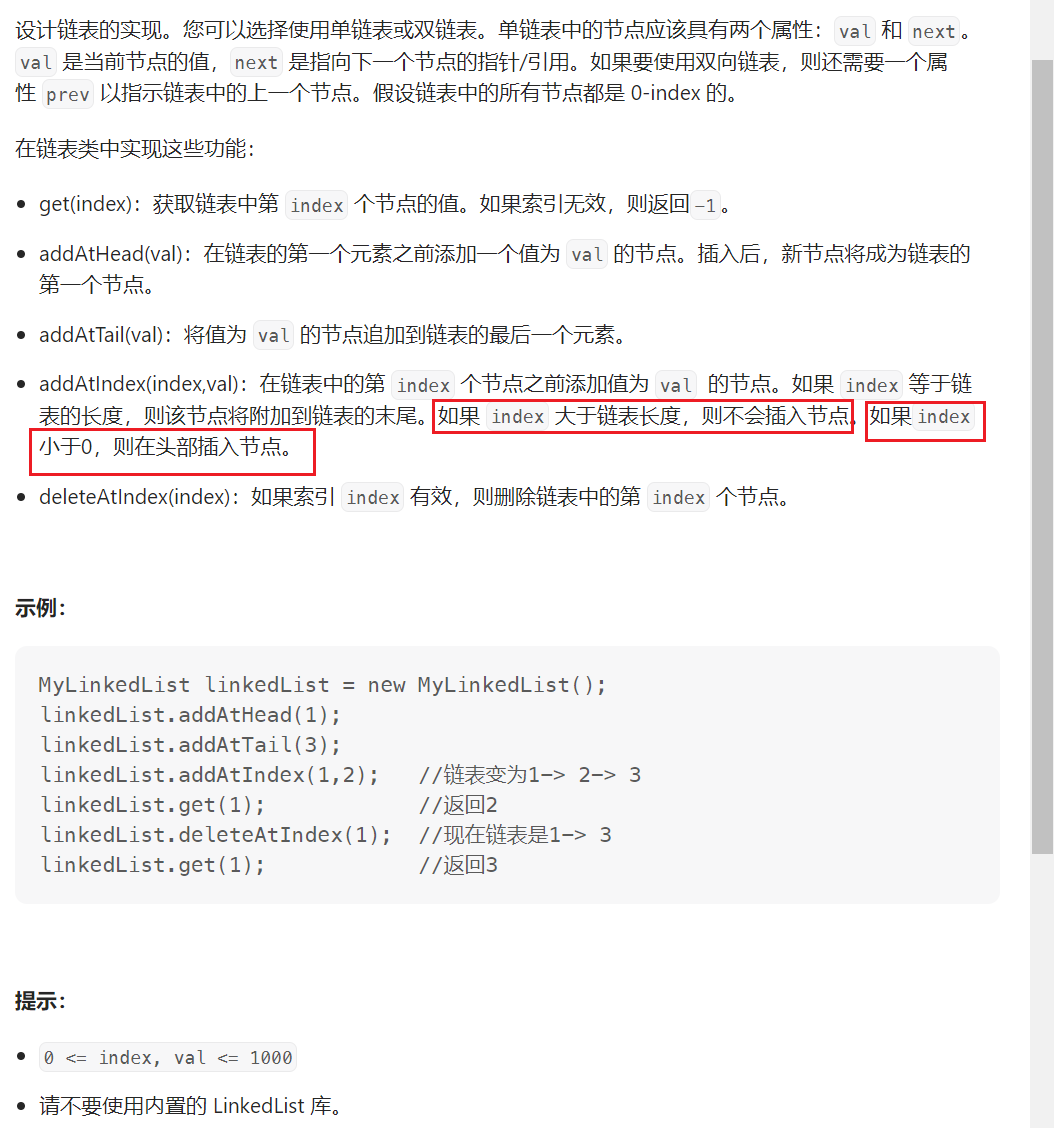 设计链表的实现。您可以选择使用单链表或双链表。单链表中的节点应该具有两个属性：val 和 next。
val 是当前节点的值，next 是指向下一个节点的指针/引用。如果要使用双向链表，则还需要一个属
性 prev 以指示链表中的上一个节点。假设链表中的所有节点都是 0-index 的。
在链表类中实现这些功能：
• get(index)：获取链表中第 index 个节点的值。如果索引无效，则返回-1。
• addAtHead(val)：在链表的第一个元素之前添加一个值为 val 的节点。插入后，新节点将成为链表的
第一个节点。
• addAtTail(val)：将值为 val 的节点追加到链表的最后一个元素。
• addAtIndex(index,val)：在链表中的第 index 个节点之前添加值为 val 的节点。如果 index 等于链
表的长度，则该节点将附加到链表的末尾。如果 index 大于链表长度，则不会插入节点。如果index
小于0，则在头部插入节点。
• deleteAtIndex(index)：如果索引 index 有效，则删除链表中的第 index 个节点。
示例：
MyLinkedList linkedList = new MyLinkedList();
linkedList.addAtHead(1);
linkedList.addAtTail(3);
linkedList.addAtIndex(1,2);   //链表变为1-> 2-> 3
linkedList.get(1);            //返回2
linkedList.deleteAtIndex(1);  //现在链表是1-> 3
linkedList.get(1);            //返回3
提示：
• 0 <= index, val <= 1000
• 请不要使用内置的 LinkedList 库。